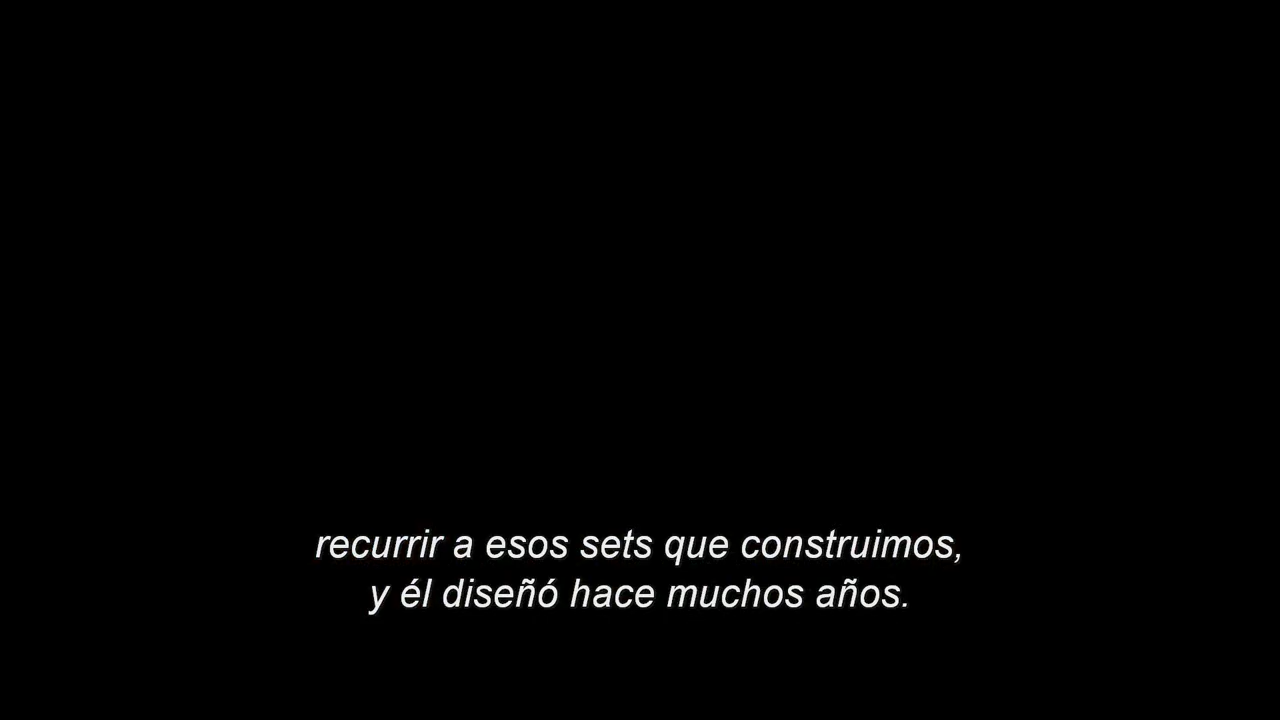 recurrir a esos sets que construimos,
y él diseñó hace muchos años.